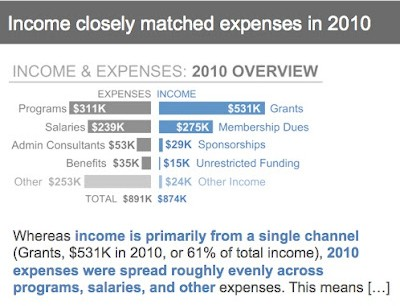 Income closely matched expenses in 2010
INCOME & EXPENSES: 2010 OVERVIEW
EXPENSES INCOME
Programs $311K $531K Grants
Salaries $239K $275K Membership Dues
Admin Consultants $53K $29K Sponsorships
Benefits $35K $15K Unrestricted Funding
Other $253K $24K Other Income
TOTAL $891K $874K
Whereas income is primarily from a single channel
(Grants, $531K in 2010, or 61% of total income), 2010
expenses were spread roughly evenly across
programs, salaries, and other expenses. This means […]